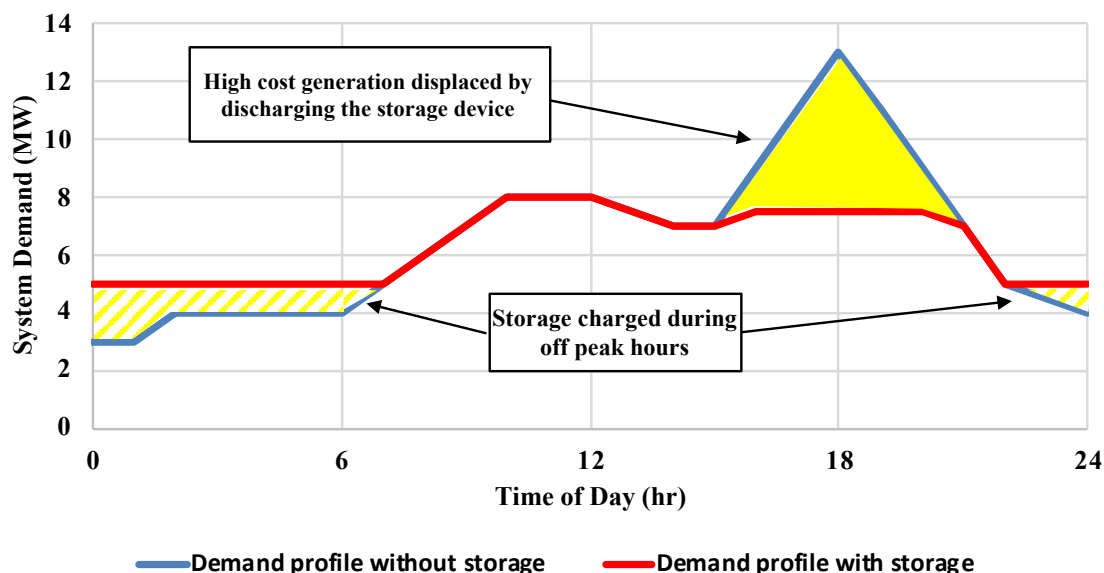 14
12
10
8
6
4
2
0
System Demand (MW)
High cost generation displaced by
discharging the storage device
Storage charged during
off peak hours
0 6 12 18 24
Time of Day (hr)
Demand profile without storage Demand profile with storage